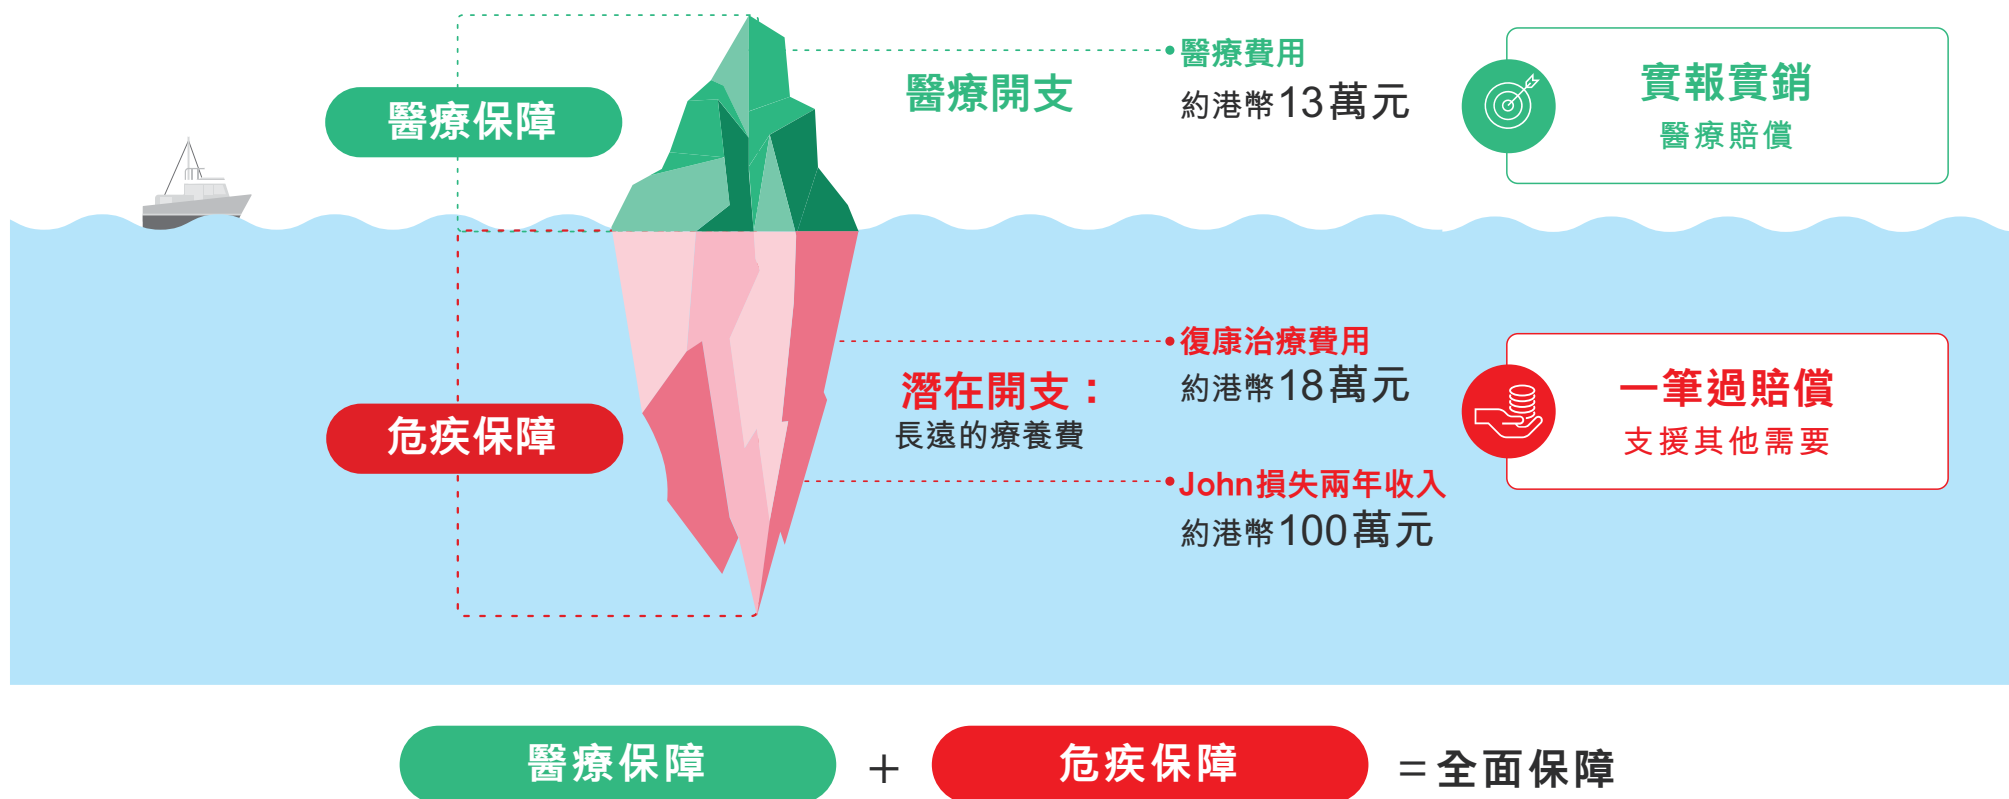 醫療保障
醫療開支
醫療費用
約港幣13萬元
實報實銷
醫療賠償
危疾保障
潛在開支：
長遠的療養費
復康治療費用
約港幣18萬元
John損失兩年收入
約港幣100萬元
一筆過賠償
支援其他需要
醫療保障 + 危疾保障 =全面保障